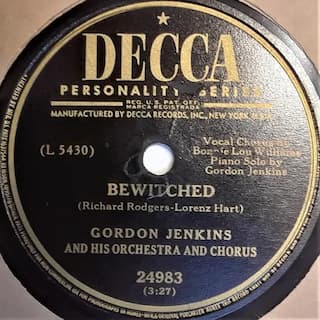 DECCA
PERSONALITY SERIES
REG. U.S. PAT. OFF.
MARCA REGISTRADA
MANUFACTURED BY DECCA RECORDS, INC., NEW YORK, U.S.A.
(L 5430)
Vocal Chorus by
Bonnie Lou Williams
Piano Solo by
Gordon Jenkins
BEWITCHED
(Richard Rodgers-Lorenz Hart)
GORDON JENKINS
AND HIS ORCHESTRA AND CHORUS
24983
(3:27)